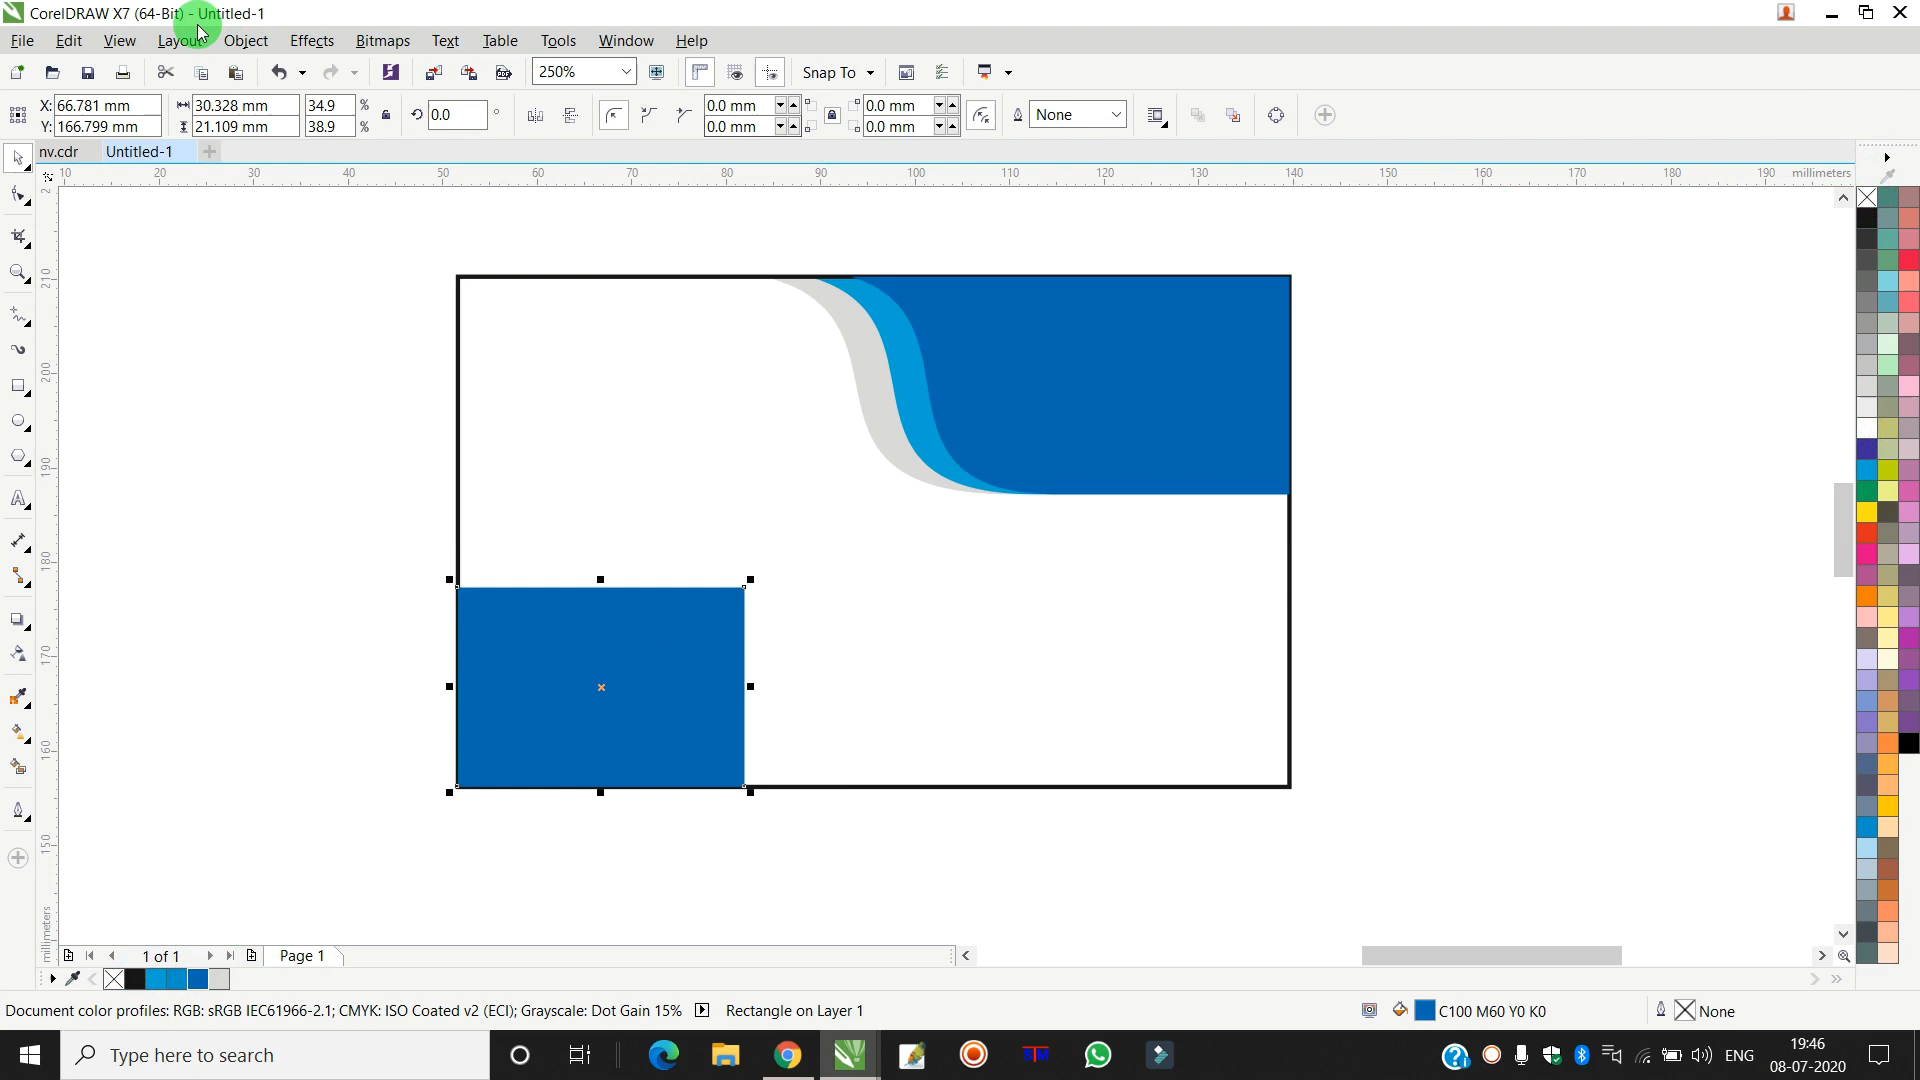 CorelDRAW X7 (64-Bit) - Untitled-1
File Edit View Layout Object Effects Bitmaps Text Table Tools Window Help
250% Snap To
X: 66.781 mm 30.328 mm 34.9 % 0.0 0.0 mm 0.0 mm None
Y: 166.799 mm 21.109 mm 38.9 % 0.0 mm 0.0 mm
nv.cdr Untitled-1
10 20 30 40 50 60 70 80 90 100 110 120 130 140 150 160 170 180 190 millimeters
210
200
190
180
170
160
150
millimeters
1 of 1 Page 1
Document color profiles: RGB: sRGB IEC61966-2.1; CMYK: ISO Coated v2 (ECI); Grayscale: Dot Gain 15% Rectangle on Layer 1 C100 M60 Y0 K0 None
Type here to search
STM
ENG
19:46
08-07-2020